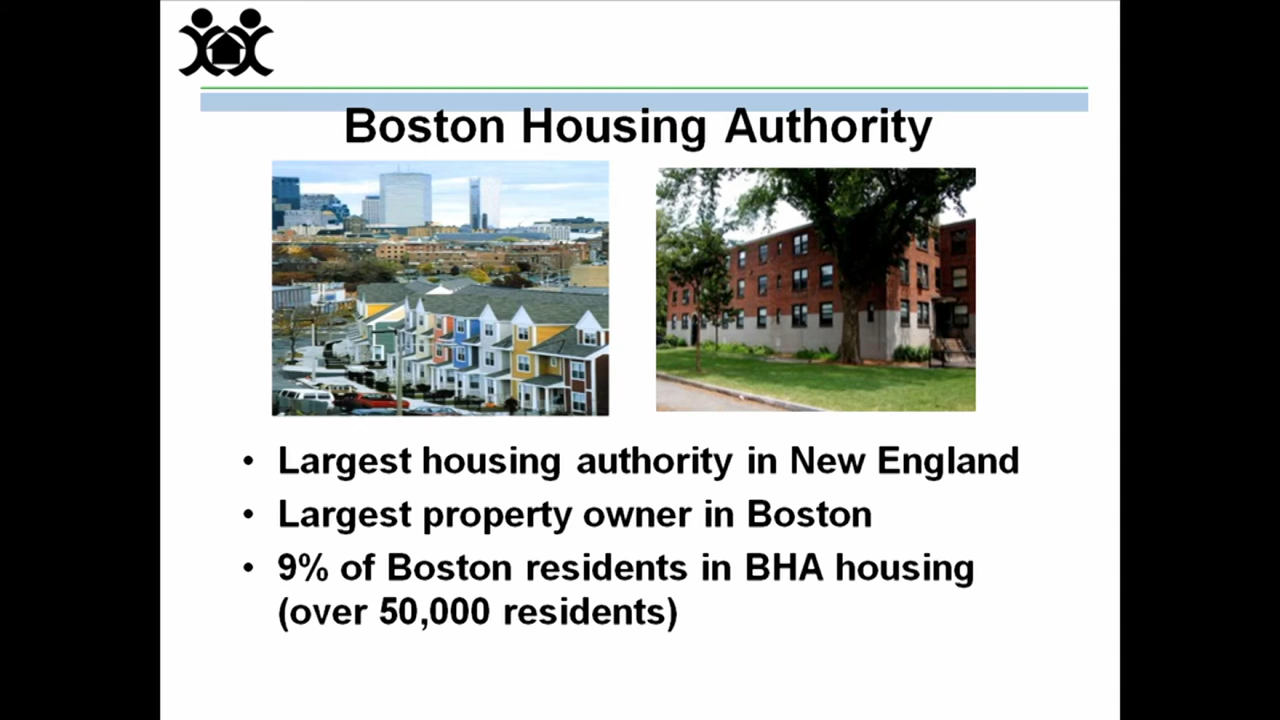 Boston Housing Authority
• Largest housing authority in New England
• Largest property owner in Boston
• 9% of Boston residents in BHA housing
(over 50,000 residents)